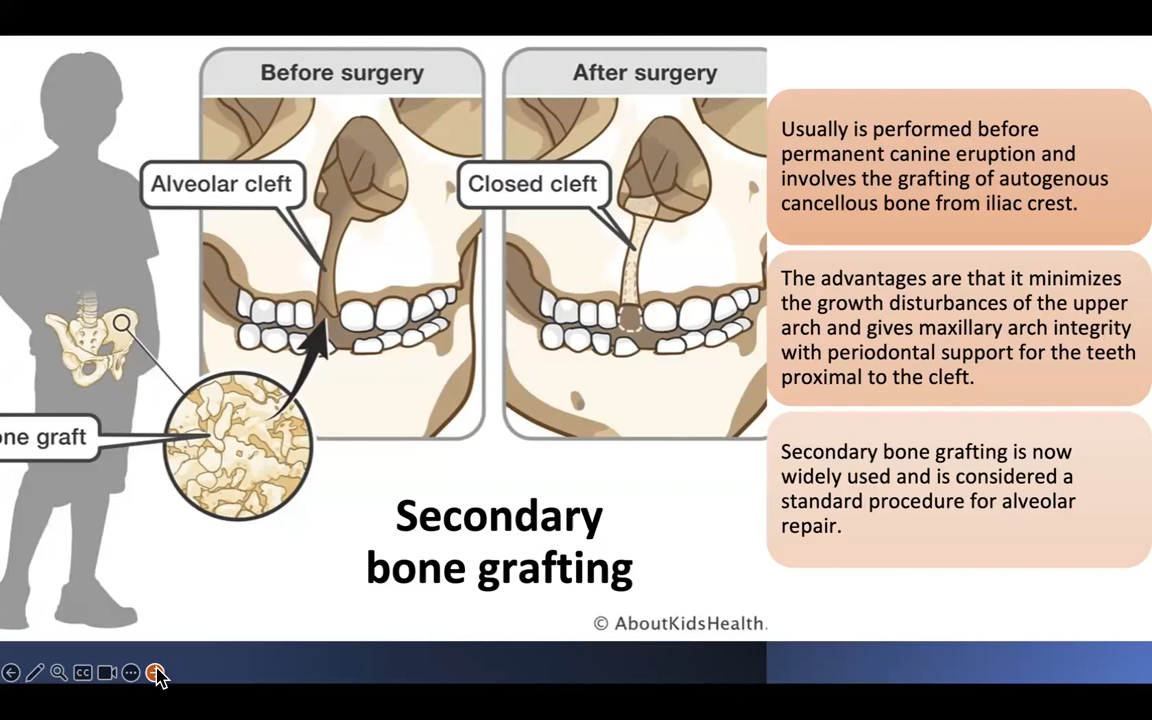 Before surgery
After surgery
Alveolar cleft
Closed cleft
graft
Secondary
bone grafting
© AboutKidsHealth.
Usually is performed before
permanent canine eruption and
involves the grafting of autogenous
cancellous bone from iliac crest.
The advantages are that it minimizes
the growth disturbances of the upper
arch and gives maxillary arch integrity
with periodontal support for the teeth
proximal to the cleft.
Secondary bone grafting is now
widely used and is considered a
standard procedure for alveolar
repair.
CC